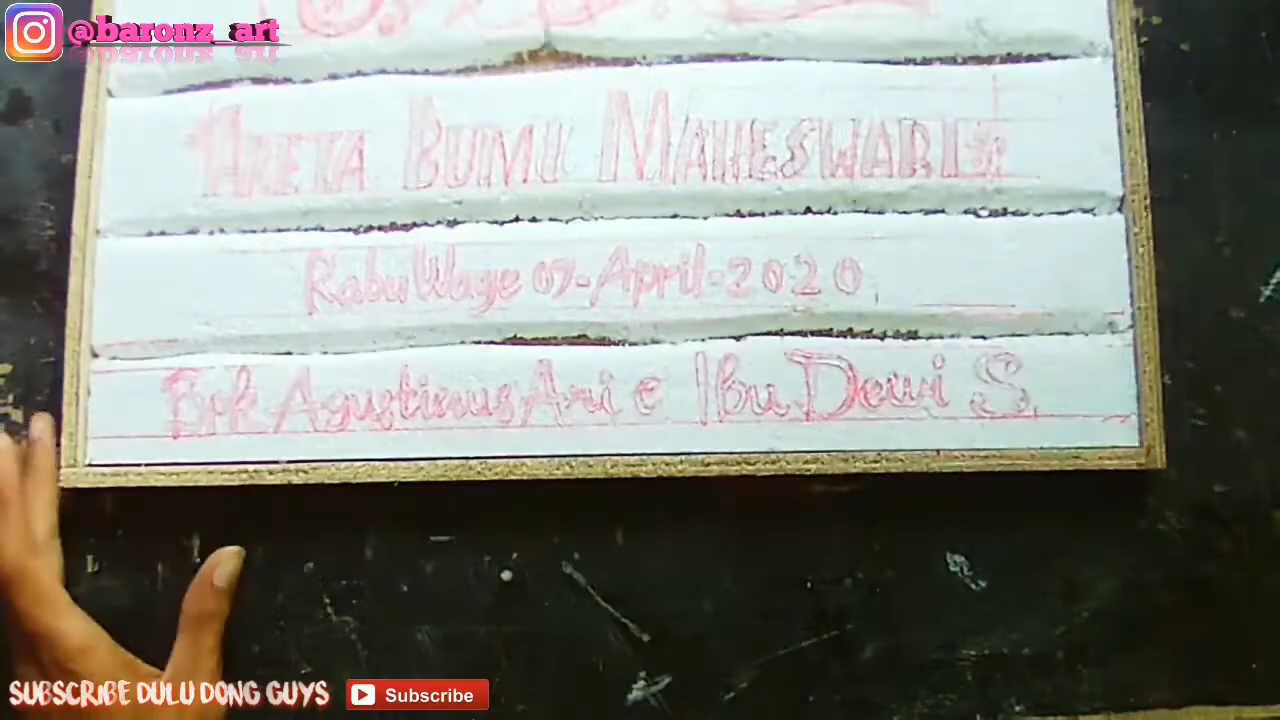 @baronz_art
ARETA BUMI MAHESWARI
Rabu Wage 07-April-2020
Bpk Agustinus Ari & Ibu Dewi S.
SUBSCRIBE DULU DONG GUYS
Subscribe